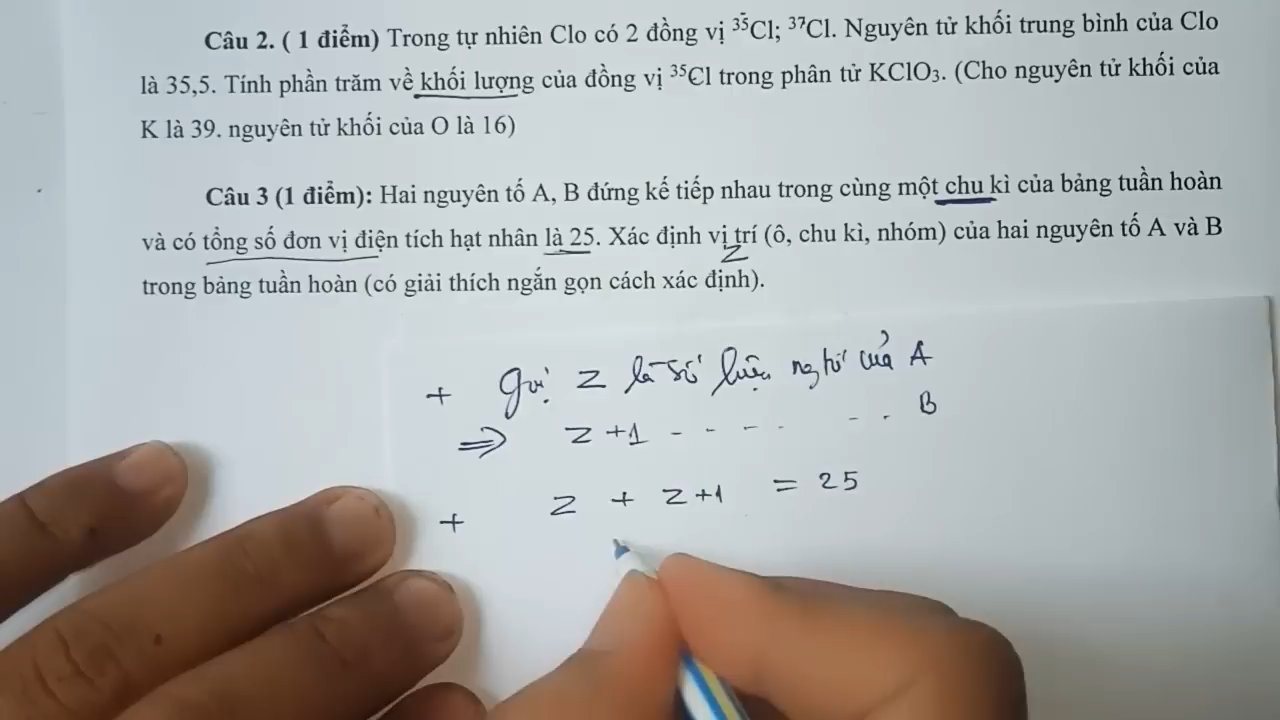 Câu 2. ( 1 điểm) Trong tự nhiên Clo có 2 đồng vị ³⁵Cl; ³⁷Cl. Nguyên tử khối trung bình của Clo
là 35,5. Tính phần trăm về khối lượng của đồng vị ³⁵Cl trong phân tử KClO₃. (Cho nguyên tử khối của
K là 39. nguyên tử khối của O là 16)
Câu 3 (1 điểm): Hai nguyên tố A, B đứng kế tiếp nhau trong cùng một chu kì của bảng tuần hoàn
và có tổng số đơn vị điện tích hạt nhân là 25. Xác định vị trí (ô, chu kì, nhóm) của hai nguyên tố A và B
Z
trong bảng tuần hoàn (có giải thích ngắn gọn cách xác định).
+ gọi Z là số hiệu ng tử của A
⇒ Z+1 - - - - - - B
+ Z + Z+1 = 25